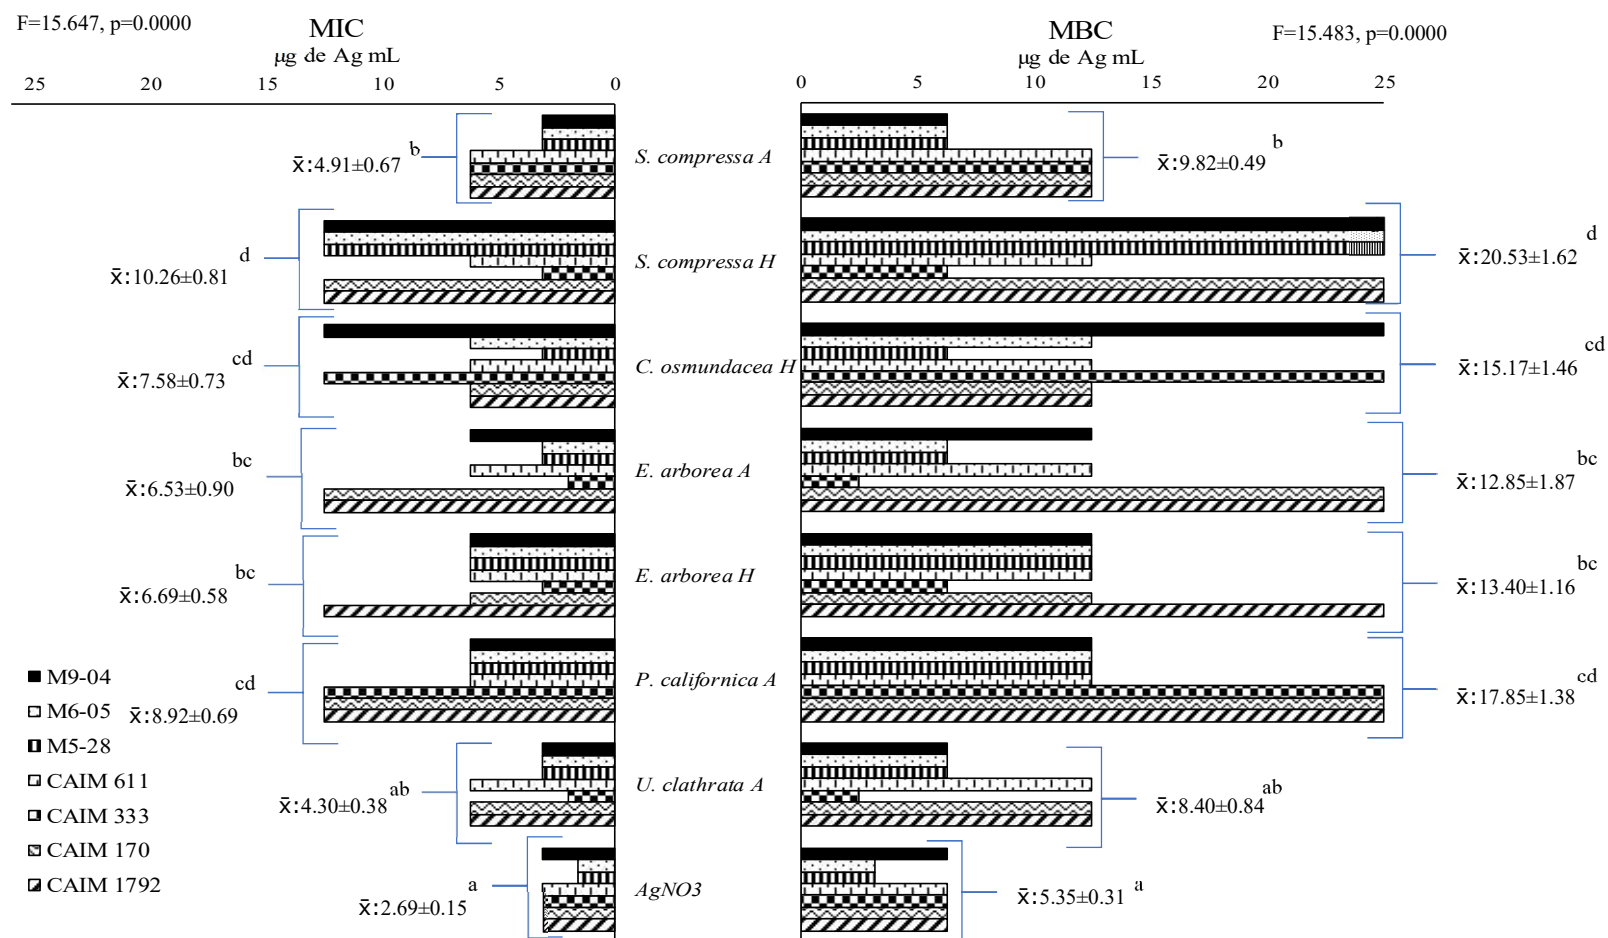 F=15.647, p=0.0000
MIC
µg de Ag mL
25 20 15 10 5 0
MBC
µg de Ag mL
F=15.483, p=0.0000
0 5 10 15 20 25
x̄:4.91±0.67 b
S. compressa A
x̄:9.82±0.49 b
x̄:10.26±0.81 d
S. compressa H
x̄:20.53±1.62 d
x̄:7.58±0.73 cd
C. osmundacea H
x̄:15.17±1.46 cd
x̄:6.53±0.90 bc
E. arborea A
x̄:12.85±1.87 bc
x̄:6.69±0.58 bc
E. arborea H
x̄:13.40±1.16 bc
x̄:8.92±0.69 cd
P. californica A
x̄:17.85±1.38 cd
x̄:4.30±0.38 ab
U. clathrata A
x̄:8.40±0.84 ab
x̄:2.69±0.15 a
AgNO3
x̄:5.35±0.31 a
M9-04
M6-05
M5-28
CAIM 611
CAIM 333
CAIM 170
CAIM 1792